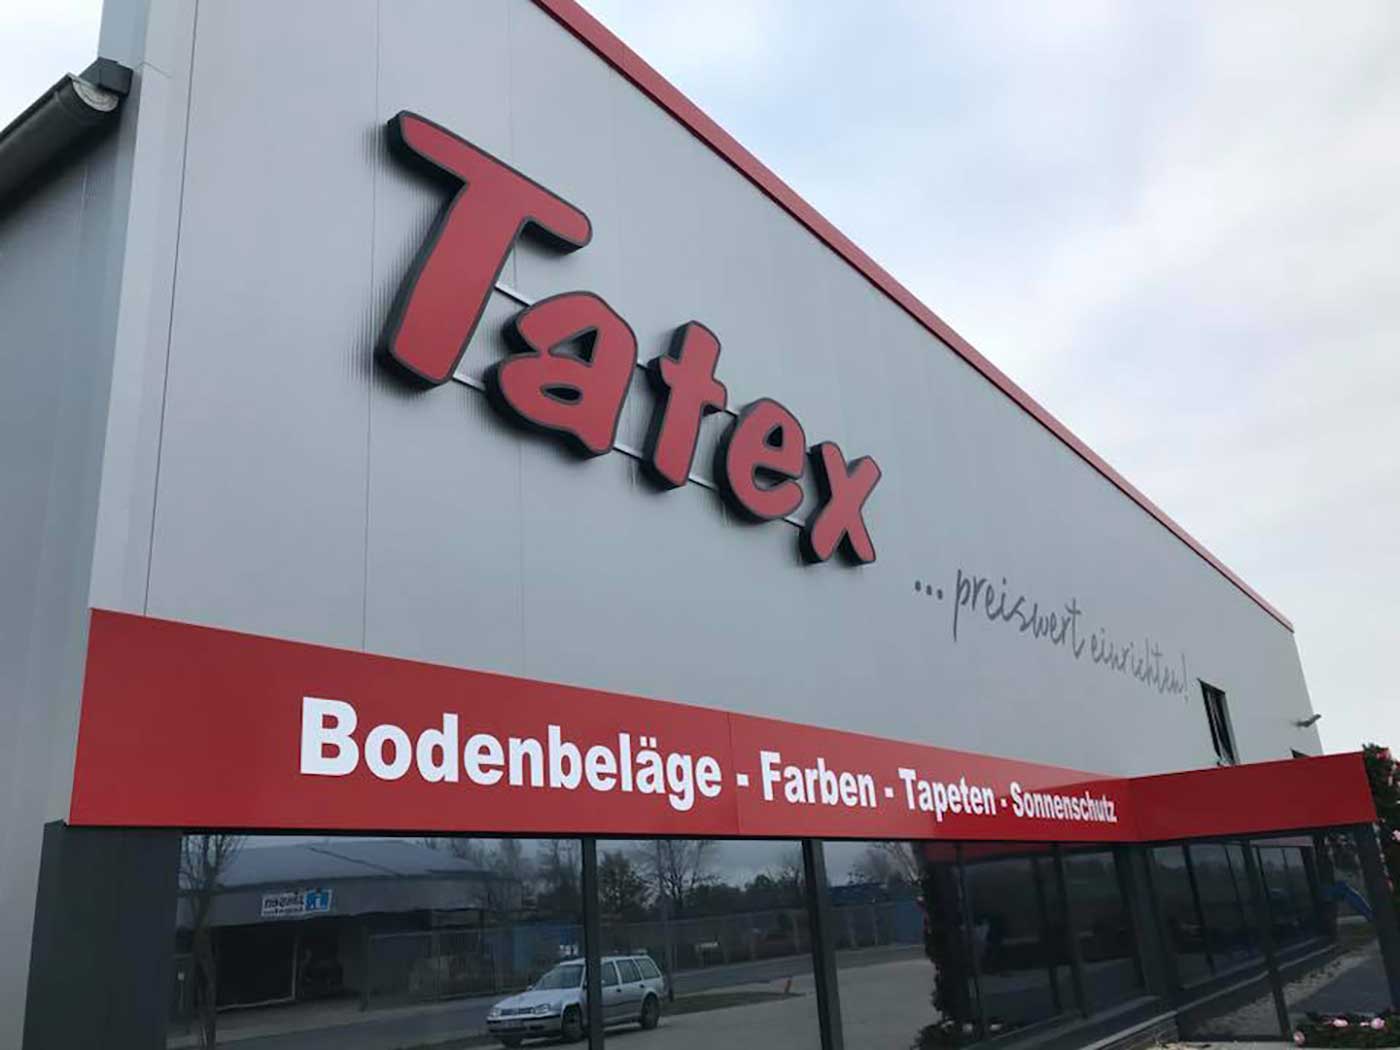 Tatex
... preiswert einrichten!
Bodenbeläge - Farben - Tapeten - Sonnenschutz